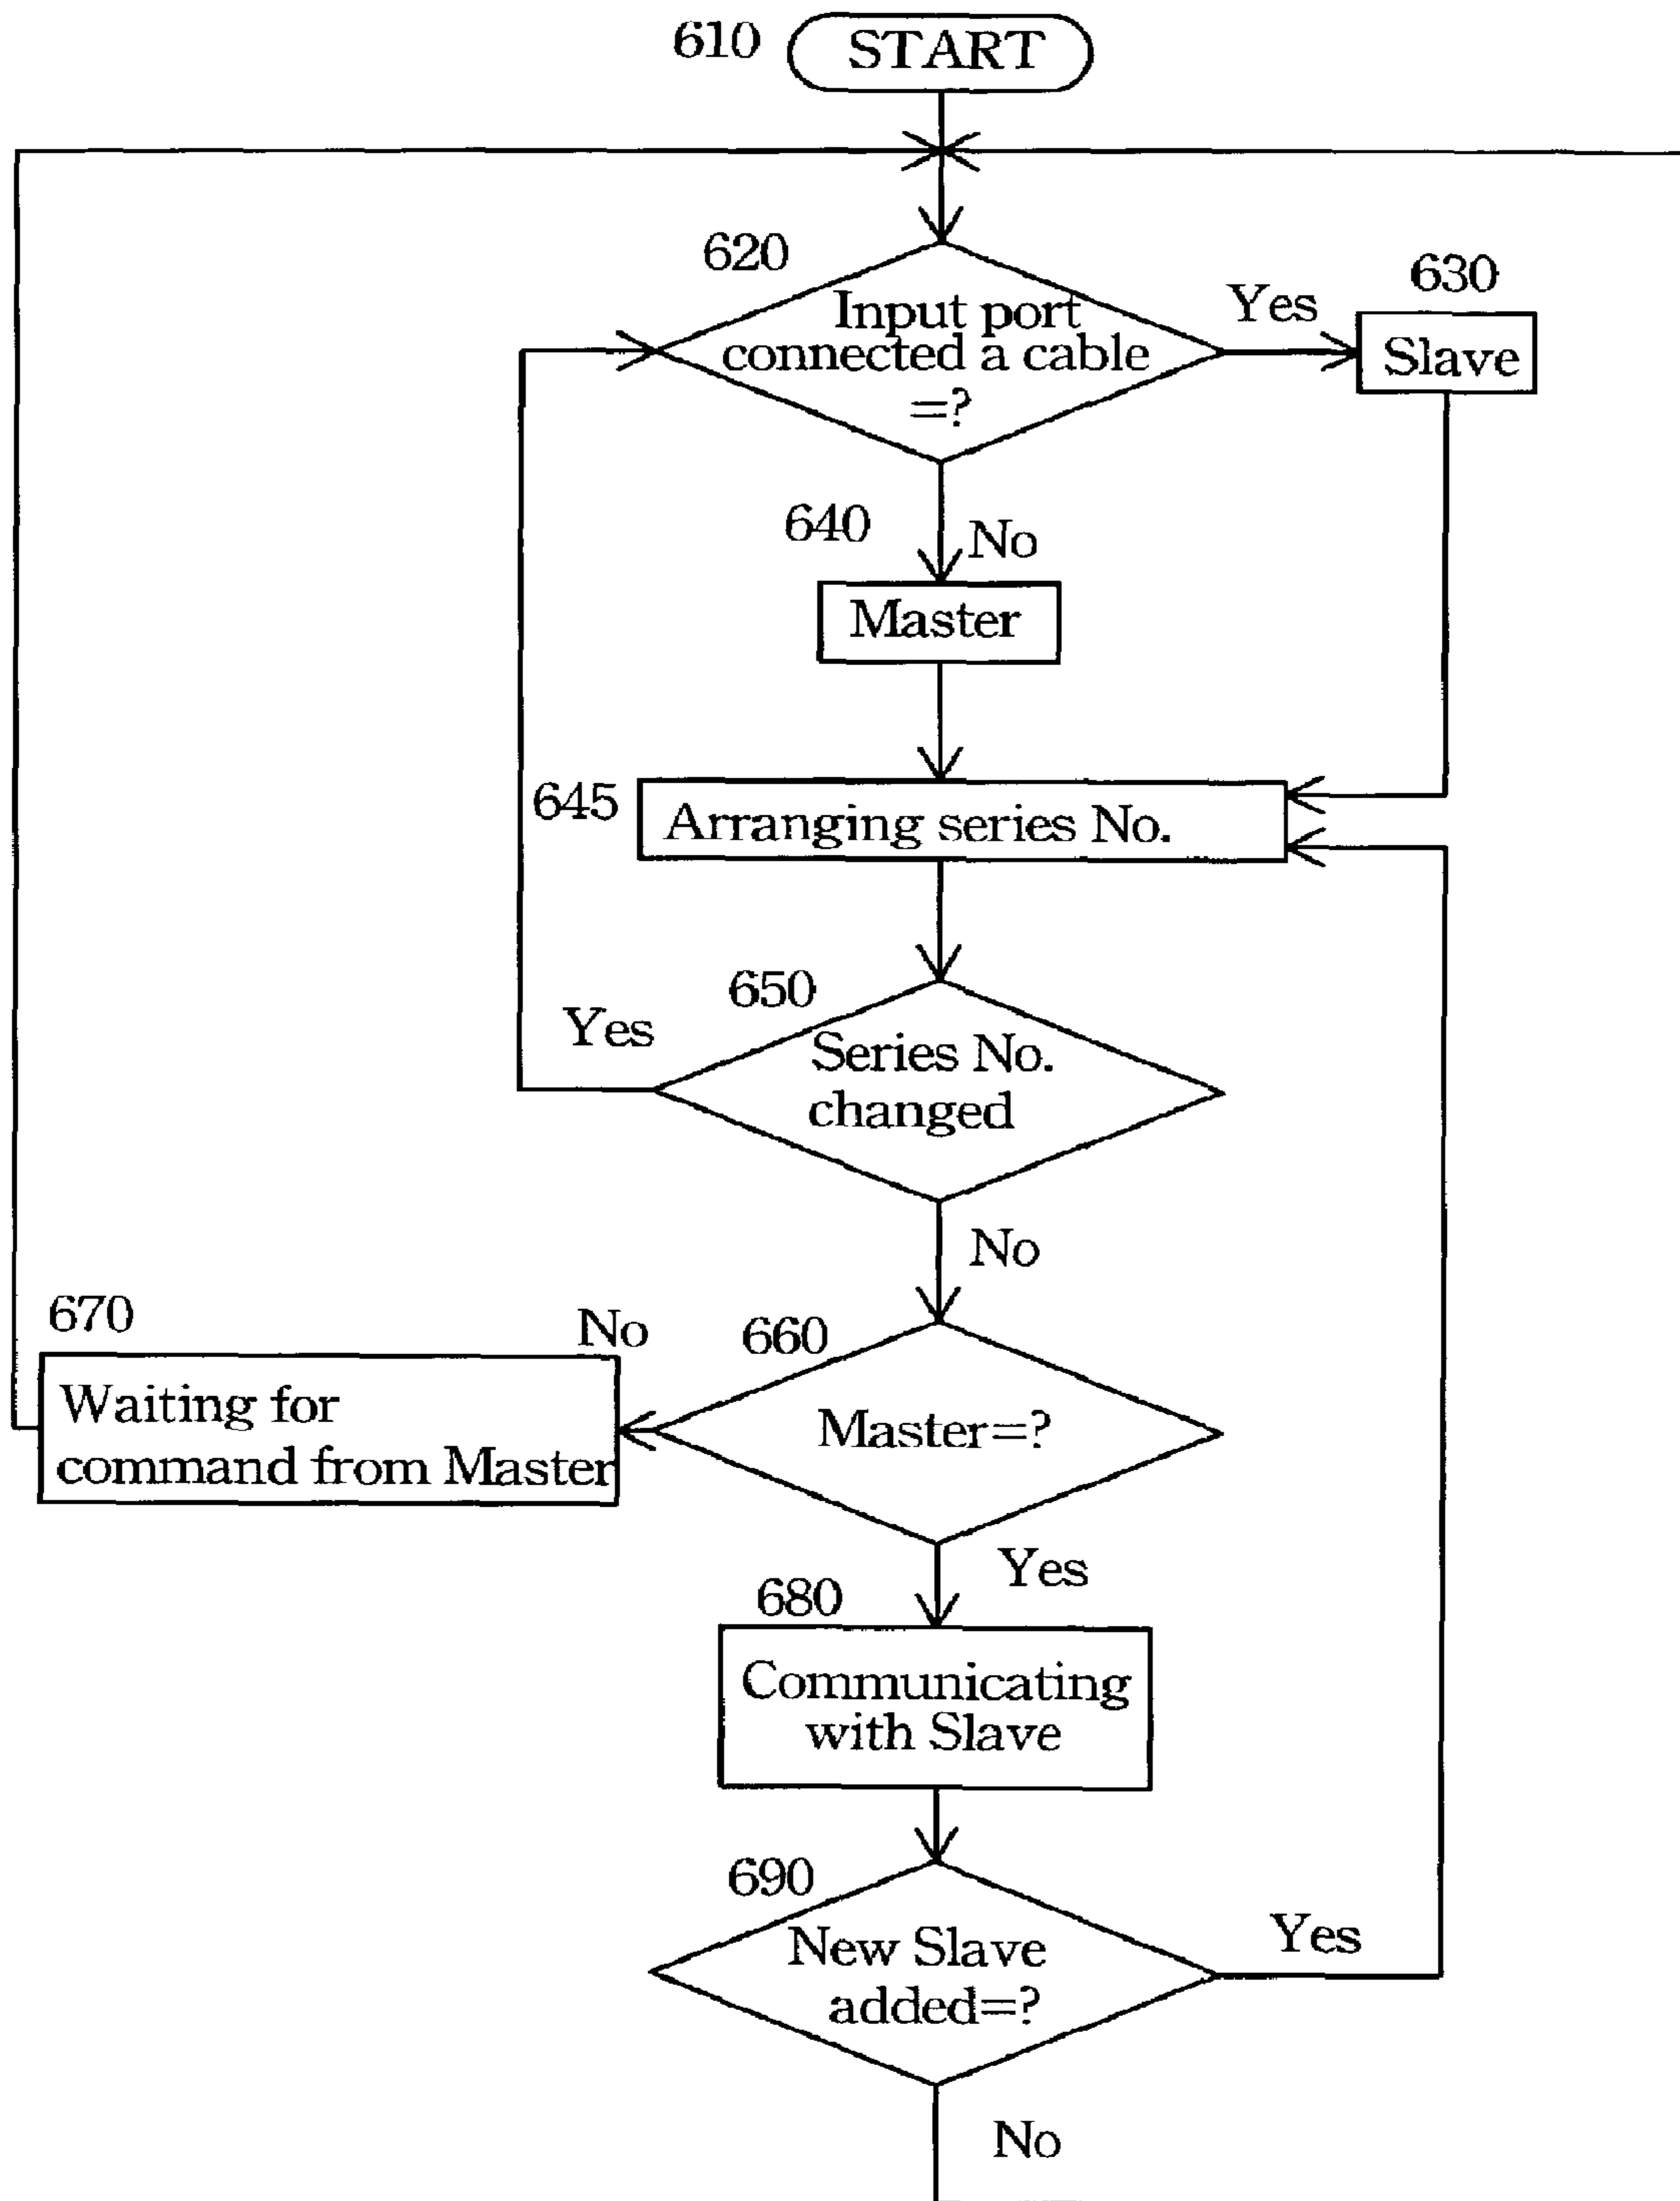 610
START
620
Input port
connected a cable
=?
Yes
630
Slave
640
No
Master
645
Arranging series No.
650
Yes
Series No.
changed
No
670
No
660
Waiting for
command from Master
Master=?
Yes
680
Communicating
with Slave
690
New Slave
added=?
Yes
No